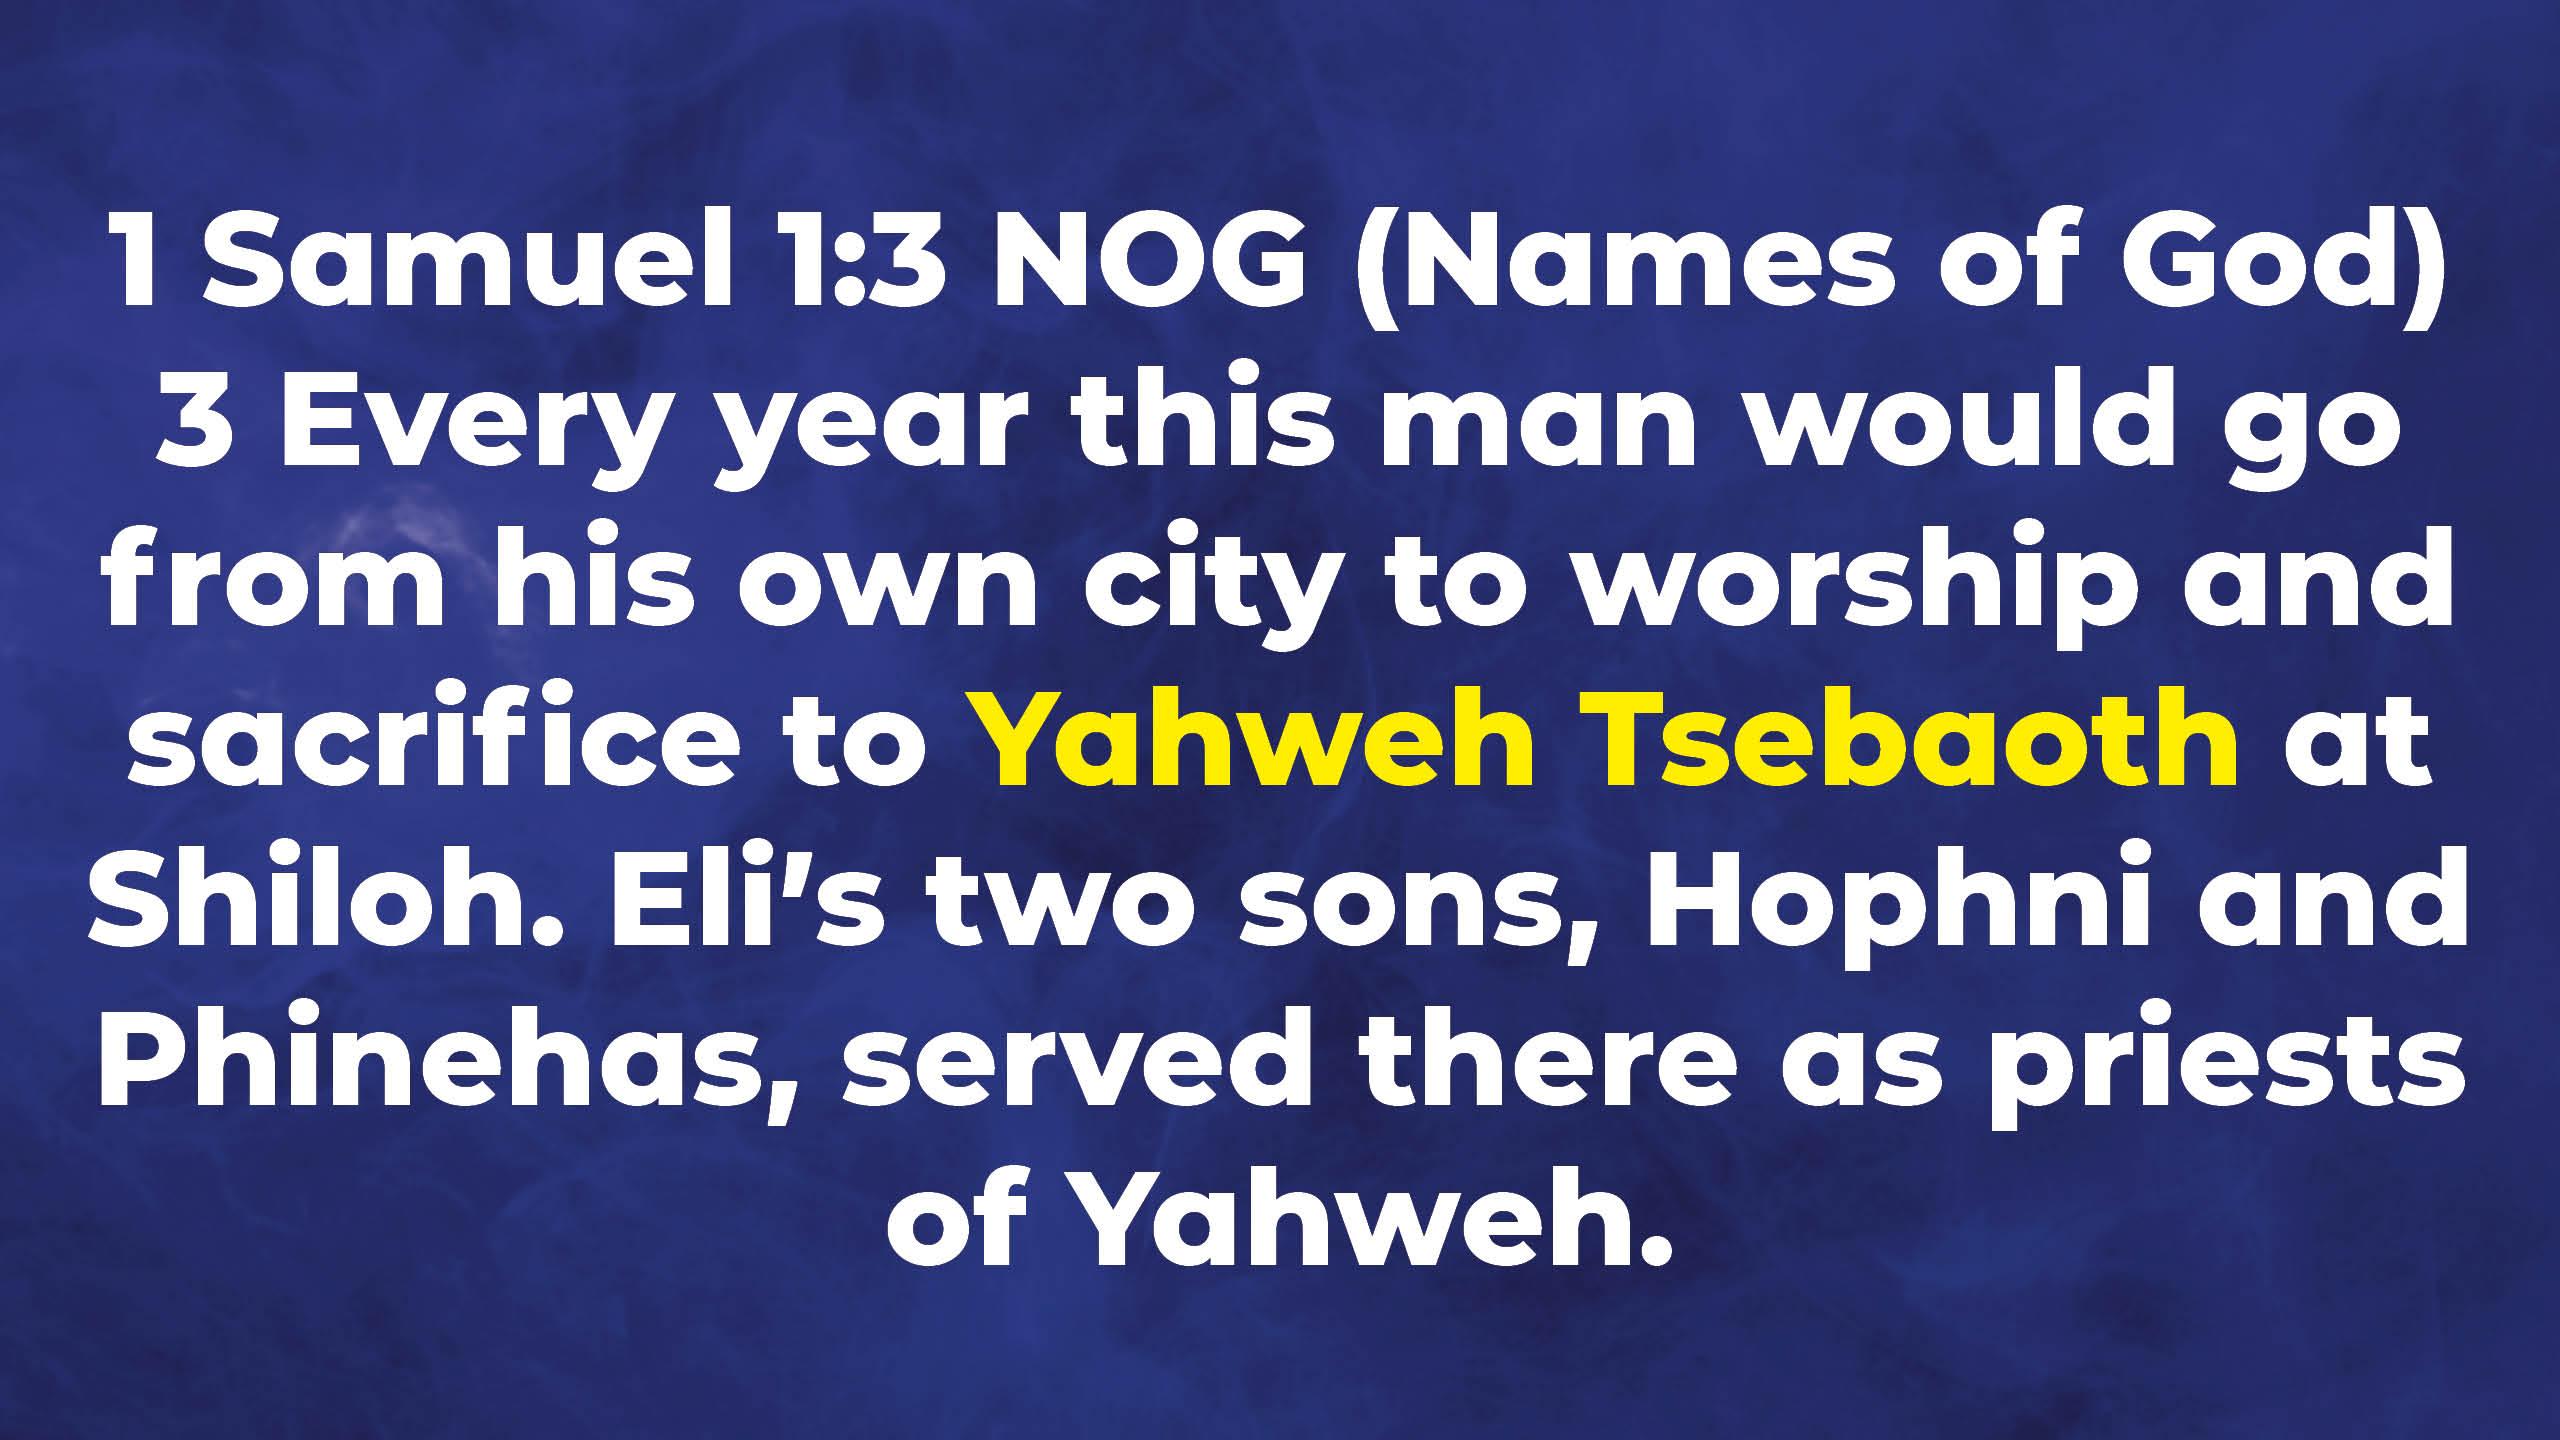 1 Samuel 1:3 NOG (Names of God)
3 Every year this man would go
from his own city to worship and
sacrifice to Yahweh Tsebaoth at
Shiloh. Eli's two sons, Hophni and
Phinehas, served there as priests
of Yahweh.